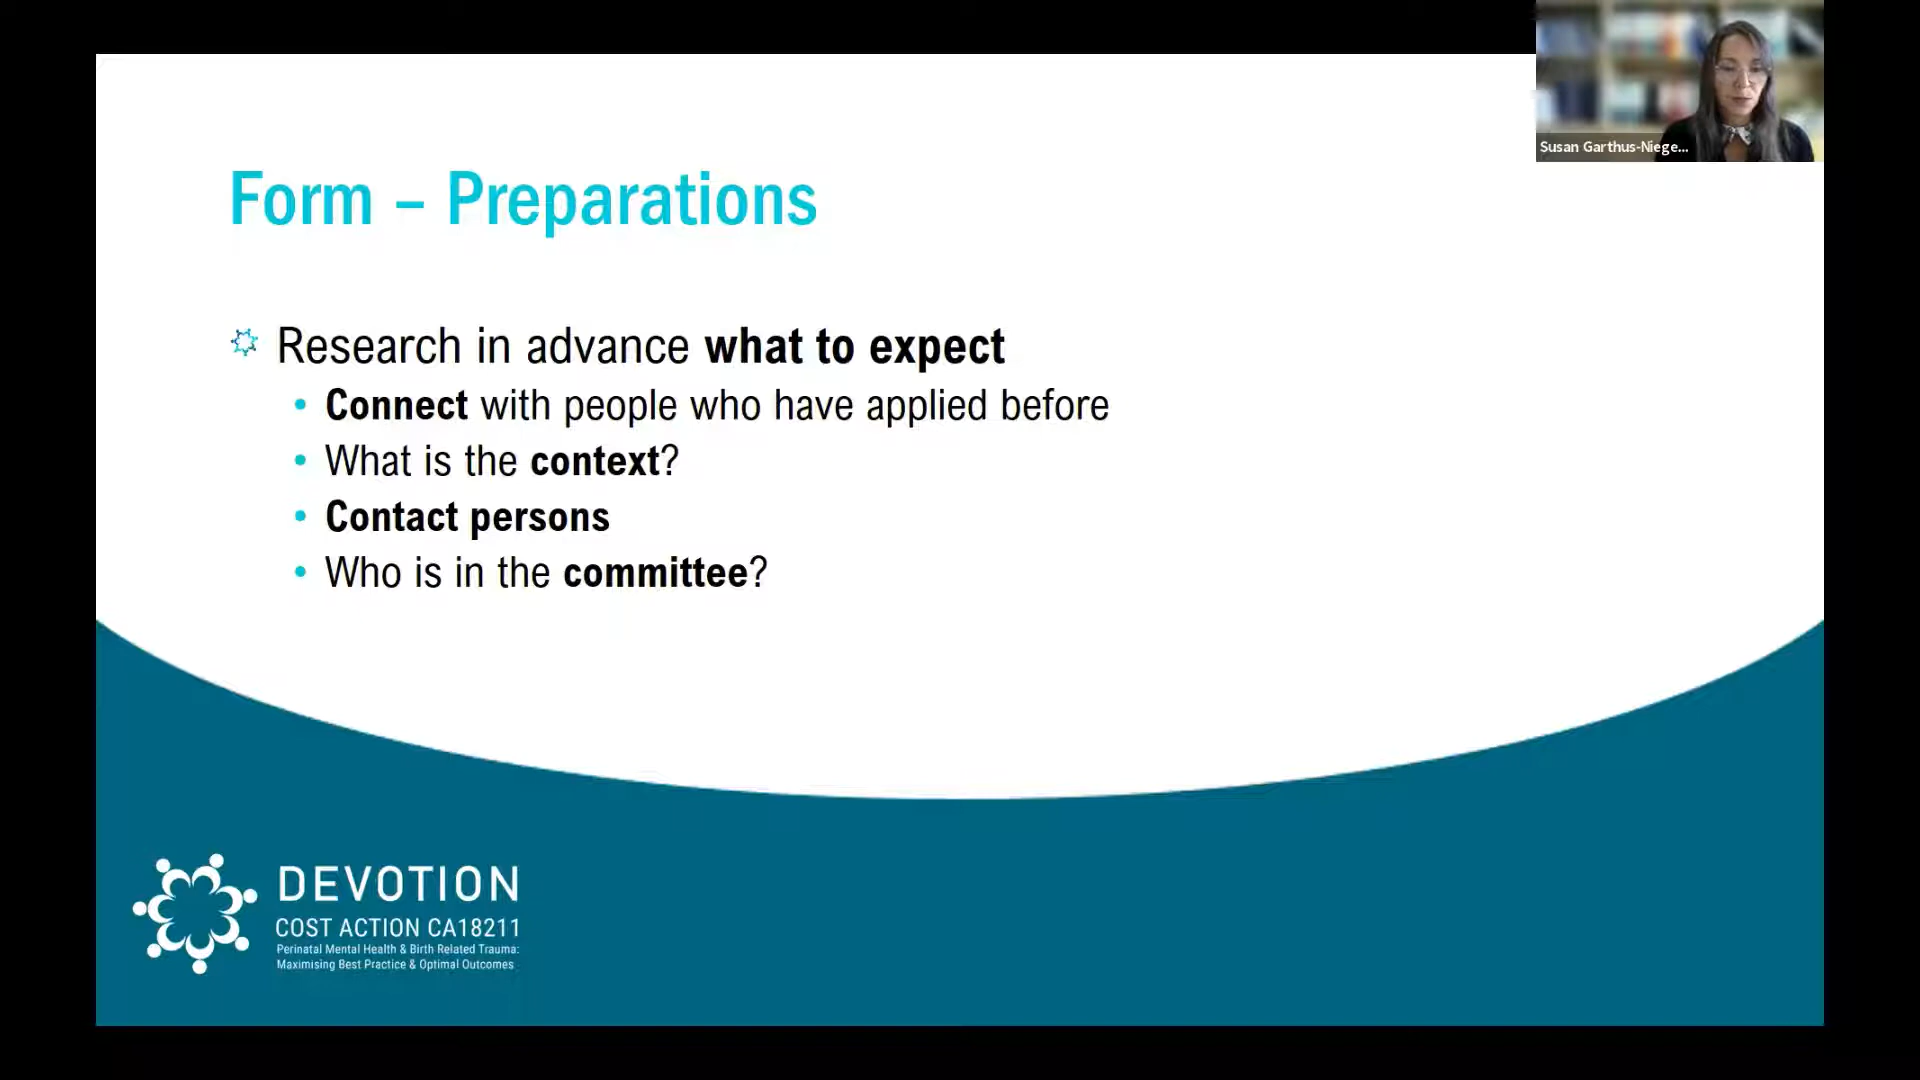 Susan Garthus-Niege...
Form – Preparations
Research in advance what to expect
• Connect with people who have applied before
• What is the context?
• Contact persons
• Who is in the committee?
DEVOTION
COST ACTION CA18211
Perinatal Mental Health & Birth Related Trauma:
Maximising Best Practice & Optimal Outcomes